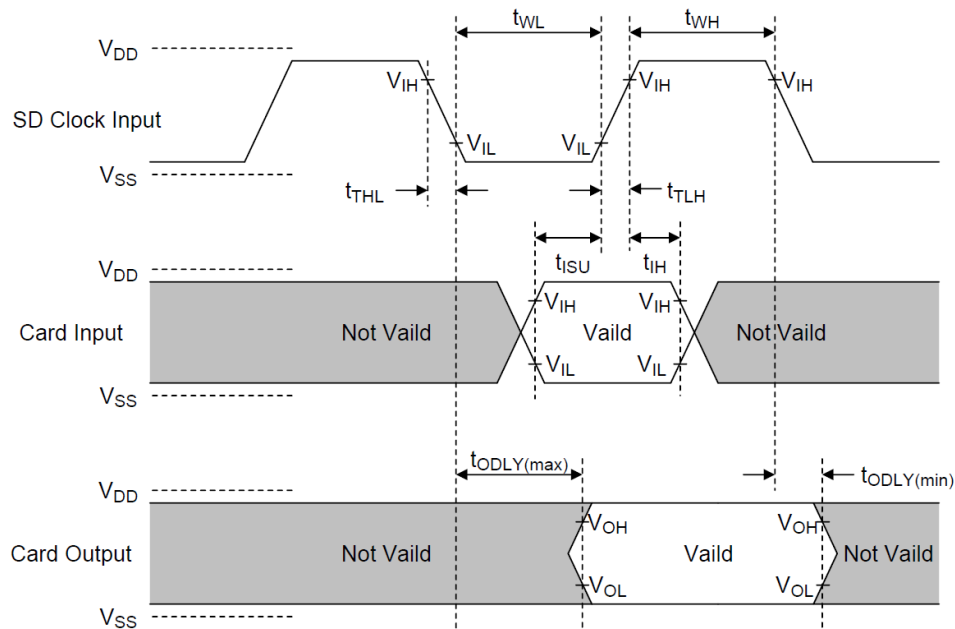 tWL
tWH
VDD
VIH
VIH
VIH
SD Clock Input
VIL
VIL
VSS
tTHL
tTLH
VDD
tISU
tIH
VIH
VIH
Card Input
Not Vaild
Vaild
Not Vaild
VIL
VIL
VSS
tODLY(max)
tODLY(min)
VDD
VOH
VOH
Card Output
Not Vaild
Vaild
Not Vaild
VOL
VOL
VSS